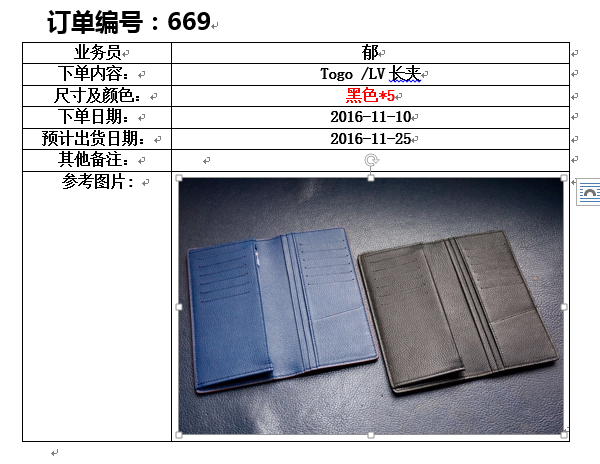 订单编号：669
业务员 郁
下单内容： Togo /LV长夹
尺寸及颜色： 黑色*5
下单日期： 2016-11-10
预计出货日期： 2016-11-25
其他备注：
参考图片: